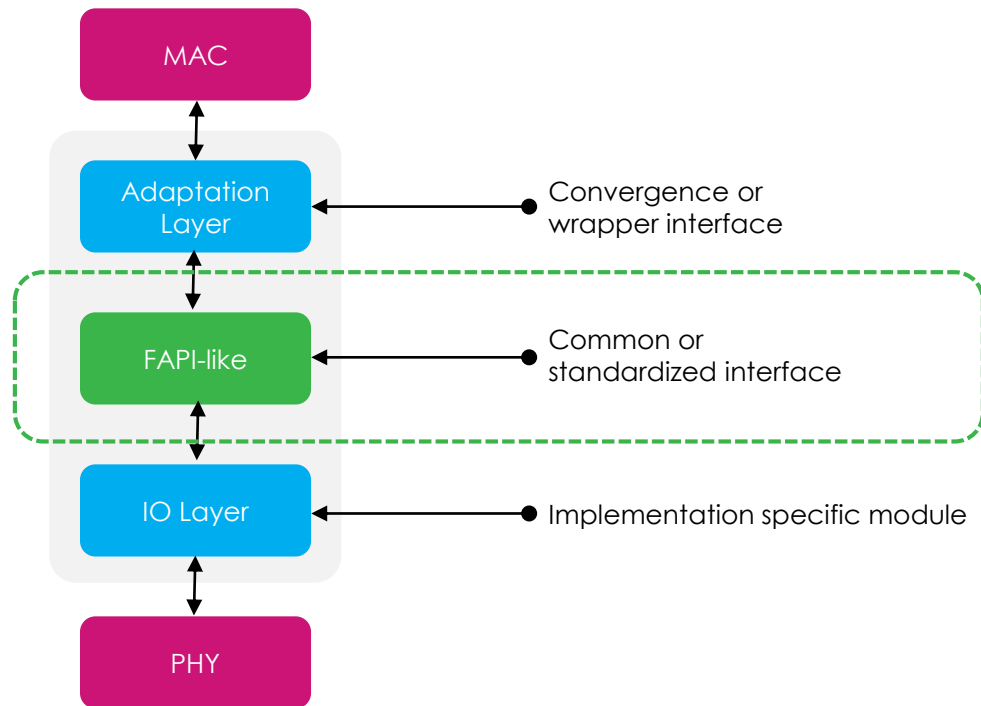 MAC
Adaptation
Layer
Convergence or
wrapper interface
FAPI-like
Common or
standardized interface
IO Layer
Implementation specific module
PHY